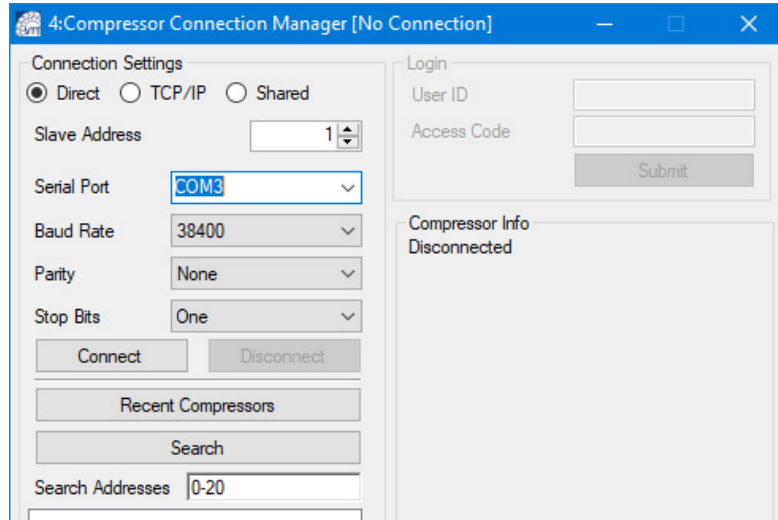 4:Compressor Connection Manager [No Connection]
Connection Settings
Direct TCP/IP Shared
Slave Address 1
Serial Port COM3
Baud Rate 38400
Parity None
Stop Bits One
Connect Disconnect
Recent Compressors
Search
Search Addresses 0-20
Login
User ID
Access Code
Submit
Compressor Info
Disconnected